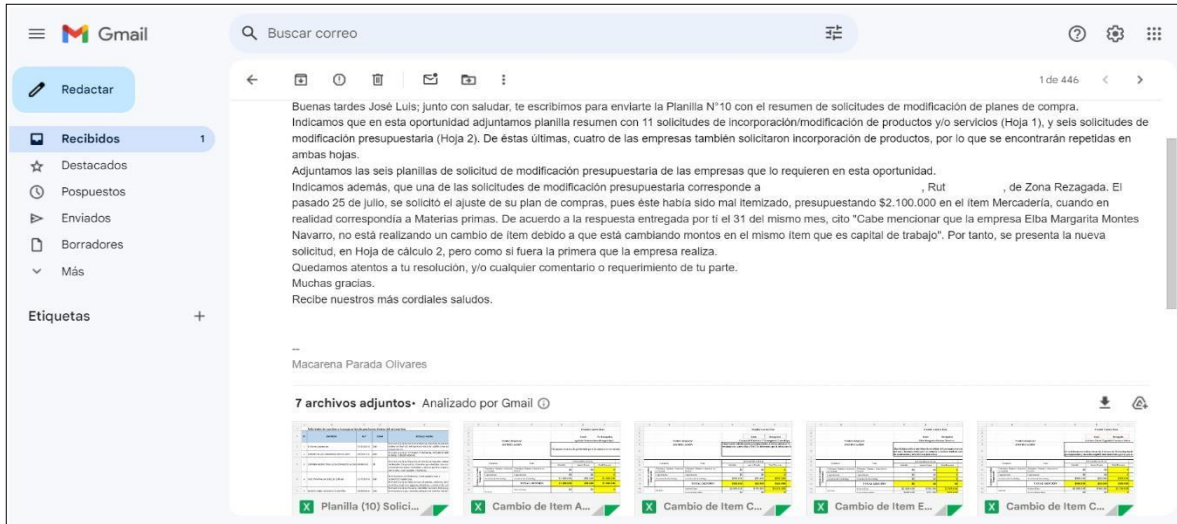 Gmail
Buscar correo
Redactar
1 de 446
Recibidos 1
Destacados
Pospuestos
Enviados
Borradores
Más
Etiquetas
Buenas tardes José Luis; junto con saludar, te escribimos para enviarte la Planilla N°10 con el resumen de solicitudes de modificación de planes de compra.
Indicamos que en esta oportunidad adjuntamos planilla resumen con 11 solicitudes de incorporación/modificación de productos y/o servicios (Hoja 1), y seis solicitudes de
modificación presupuestaria (Hoja 2). De éstas últimas, cuatro de las empresas también solicitaron incorporación de productos, por lo que se encontrarán repetidas en
ambas hojas.
Adjuntamos las seis planillas de solicitud de modificación presupuestaria de las empresas que lo requieren en esta oportunidad.
Indicamos además, que una de las solicitudes de modificación presupuestaria corresponde a , Rut , de Zona Rezagada. El
pasado 25 de julio, se solicitó el ajuste de su plan de compras, pues éste había sido mal itemizado, presupuestando $2.100.000 en el ítem Mercadería, cuando en
realidad correspondía a Materias primas. De acuerdo a la respuesta entregada por tí el 31 del mismo mes, cito "Cabe mencionar que la empresa Elba Margarita Montes
Navarro, no está realizando un cambio de ítem debido a que está cambiando montos en el mismo ítem que es capital de trabajo". Por tanto, se presenta la nueva
solicitud, en Hoja de cálculo 2, pero como si fuera la primera que la empresa realiza.
Quedamos atentos a tu resolución, y/o cualquier comentario o requerimiento de tu parte.
Muchas gracias.
Recibe nuestros más cordiales saludos.
--
Macarena Parada Olivares
7 archivos adjuntos • Analizado por Gmail
Planilla (10) Solici...
Cambio de Item A...
Cambio de Item C...
Cambio de Item E...
Cambio de Item C...